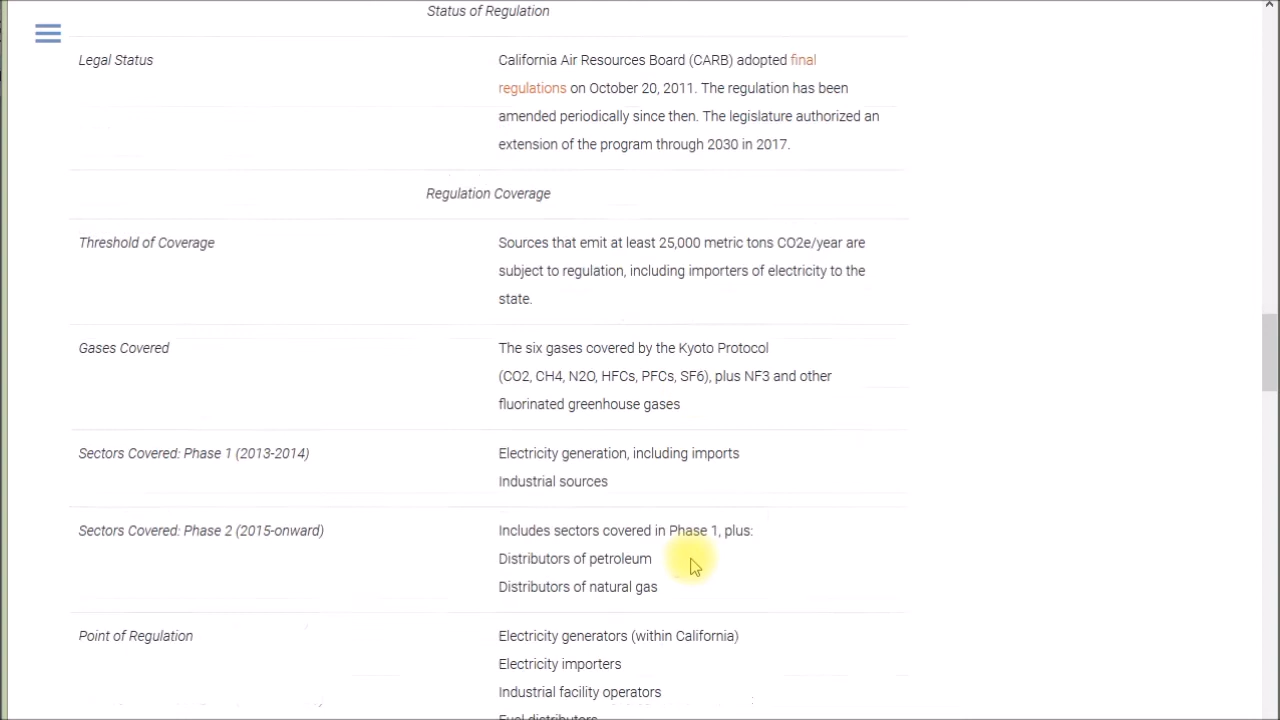 Status of Regulation
Legal Status
California Air Resources Board (CARB) adopted final
regulations on October 20, 2011. The regulation has been
amended periodically since then. The legislature authorized an
extension of the program through 2030 in 2017.
Regulation Coverage
Threshold of Coverage
Sources that emit at least 25,000 metric tons CO2e/year are
subject to regulation, including importers of electricity to the
state.
Gases Covered
The six gases covered by the Kyoto Protocol
(CO2, CH4, N2O, HFCs, PFCs, SF6), plus NF3 and other
fluorinated greenhouse gases
Sectors Covered: Phase 1 (2013-2014)
Electricity generation, including imports
Industrial sources
Sectors Covered: Phase 2 (2015-onward)
Includes sectors covered in Phase 1, plus:
Distributors of petroleum
Distributors of natural gas
Point of Regulation
Electricity generators (within California)
Electricity importers
Industrial facility operators
Fuel distributors